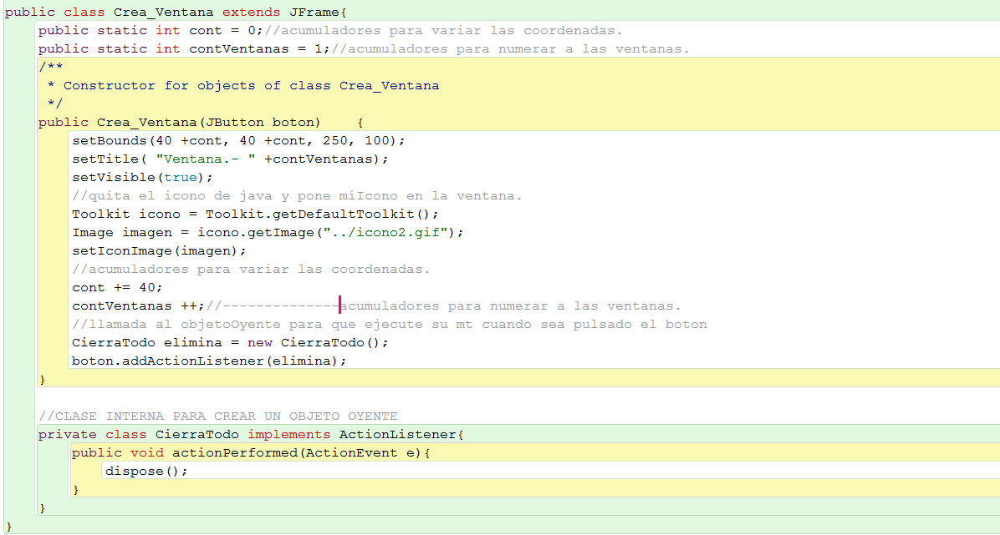 public class Crea_Ventana extends JFrame{
public static int cont = 0;//acumuladores para variar las coordenadas.
public static int contVentanas = 1;//acumuladores para numerar a las ventanas.
/**
* Constructor for objects of class Crea_Ventana
*/
public Crea_Ventana(JButton boton) {
setBounds(40 +cont, 40 +cont, 250, 100);
setTitle( "Ventana.- " +contVentanas);
setVisible(true);
//quita el icono de java y pone miIcono en la ventana.
Toolkit icono = Toolkit.getDefaultToolkit();
Image imagen = icono.getImage("../icono2.gif");
setIconImage(imagen);
//acumuladores para variar las coordenadas.
cont += 40;
contVentanas ++;//--------------acumuladores para numerar a las ventanas.
//llamada al objetoOyente para que ejecute su mt cuando sea pulsado el boton
CierraTodo elimina = new CierraTodo();
boton.addActionListener(elimina);
}
//CLASE INTERNA PARA CREAR UN OBJETO OYENTE
private class CierraTodo implements ActionListener{
public void actionPerformed(ActionEvent e){
dispose();
}
}
}